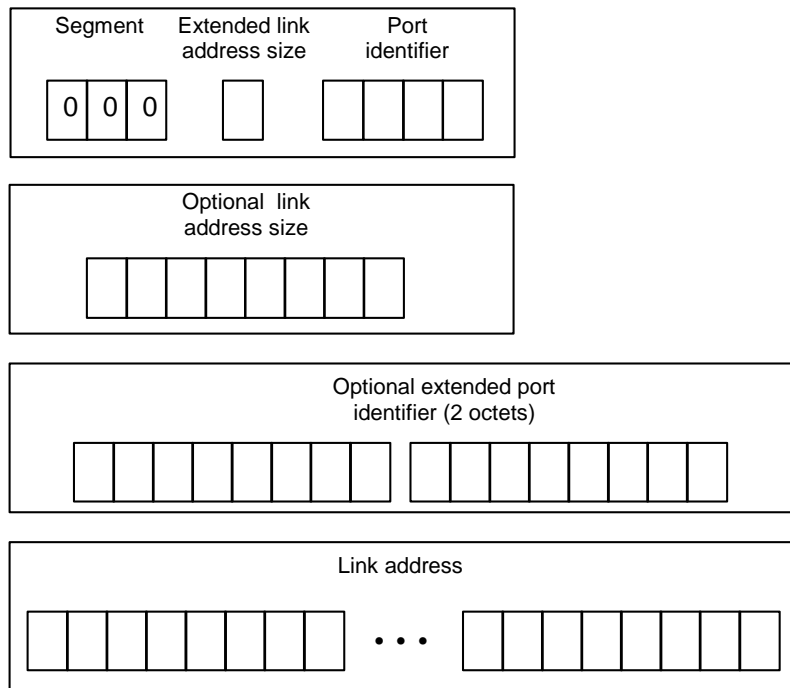 Segment Extended link address size Port identifier
0 0 0
Optional link
address size
Optional extended port
identifier (2 octets)
Link address
• • •